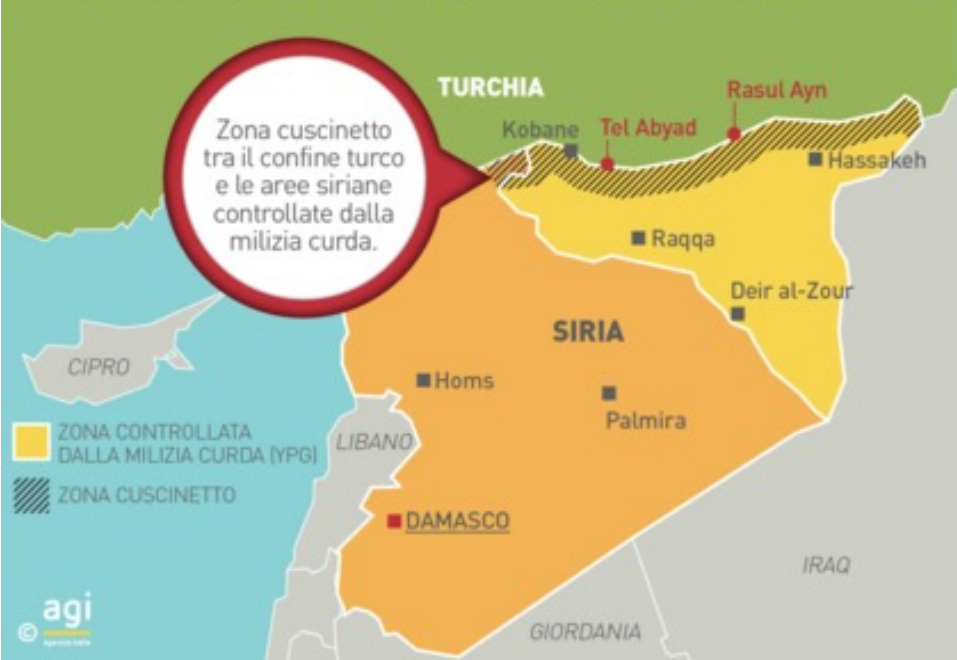 TURCHIA
Rasul Ayn
Kobane
Tel Abyad
Zona cuscinetto
tra il confine turco
e le aree siriane
controllate dalla
milizia curda.
Hassakeh
Raqqa
Deir al-Zour
SIRIA
CIPRO
Homs
Palmira
LIBANO
ZONA CONTROLLATA
DALLA MILIZIA CURDA (YPG)
ZONA CUSCINETTO
DAMASCO
IRAQ
GIORDANIA
© agi